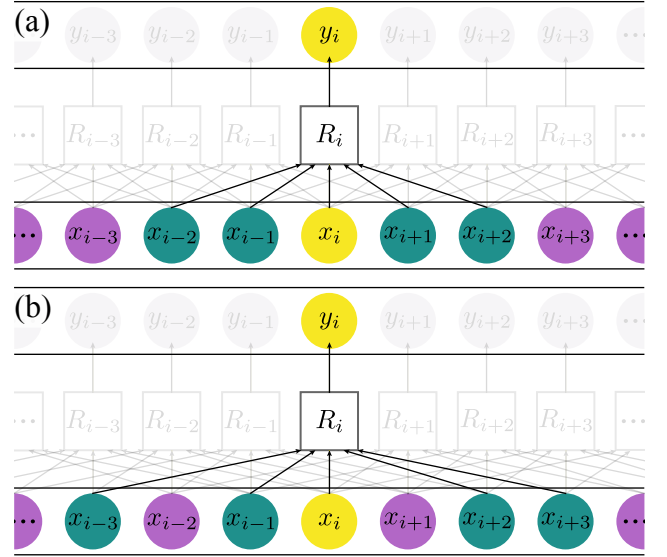 (a)
y_{i-3} y_{i-2} y_{i-1} y_i y_{i+1} y_{i+2} y_{i+3} ...
... R_{i-3} R_{i-2} R_{i-1} R_i R_{i+1} R_{i+2} R_{i+3} ...
... x_{i-3} x_{i-2} x_{i-1} x_i x_{i+1} x_{i+2} x_{i+3} ...
(b)
y_{i-3} y_{i-2} y_{i-1} y_i y_{i+1} y_{i+2} y_{i+3} ...
... R_{i-3} R_{i-2} R_{i-1} R_i R_{i+1} R_{i+2} R_{i+3} ...
... x_{i-3} x_{i-2} x_{i-1} x_i x_{i+1} x_{i+2} x_{i+3} ...